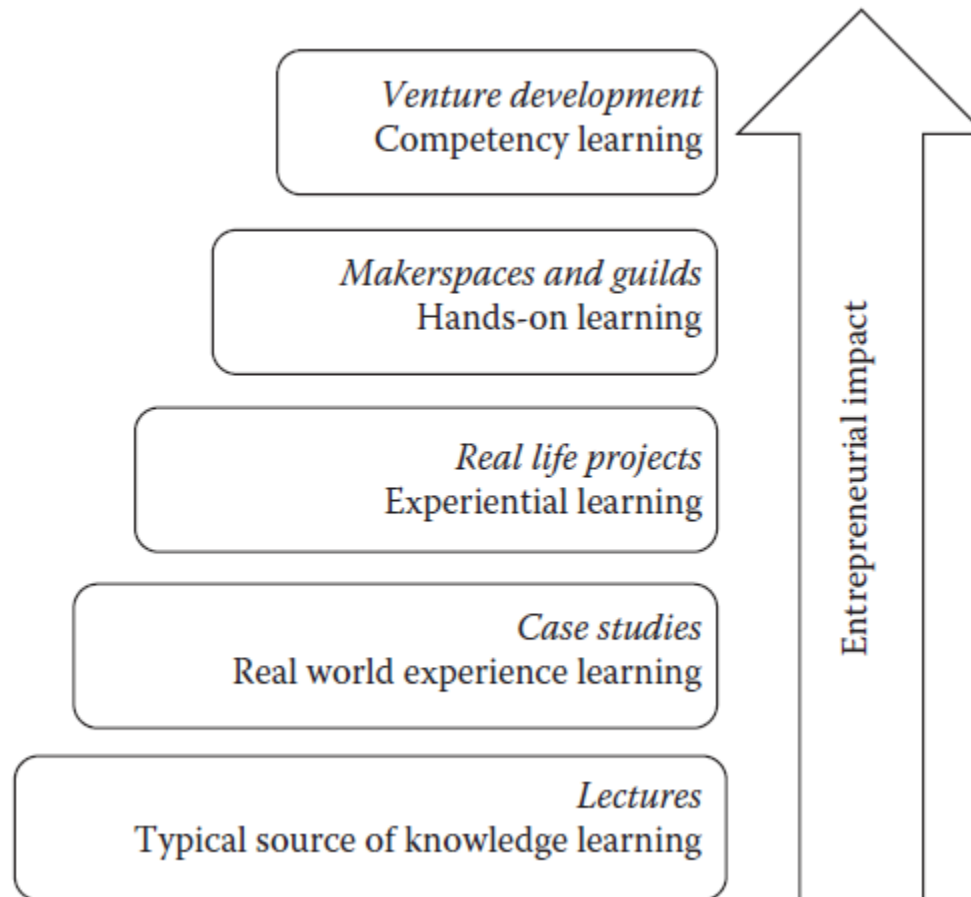 Venture development
Competency learning
Makerspaces and guilds
Hands-on learning
Real life projects
Experiential learning
Case studies
Real world experience learning
Lectures
Typical source of knowledge learning
Entrepreneurial impact